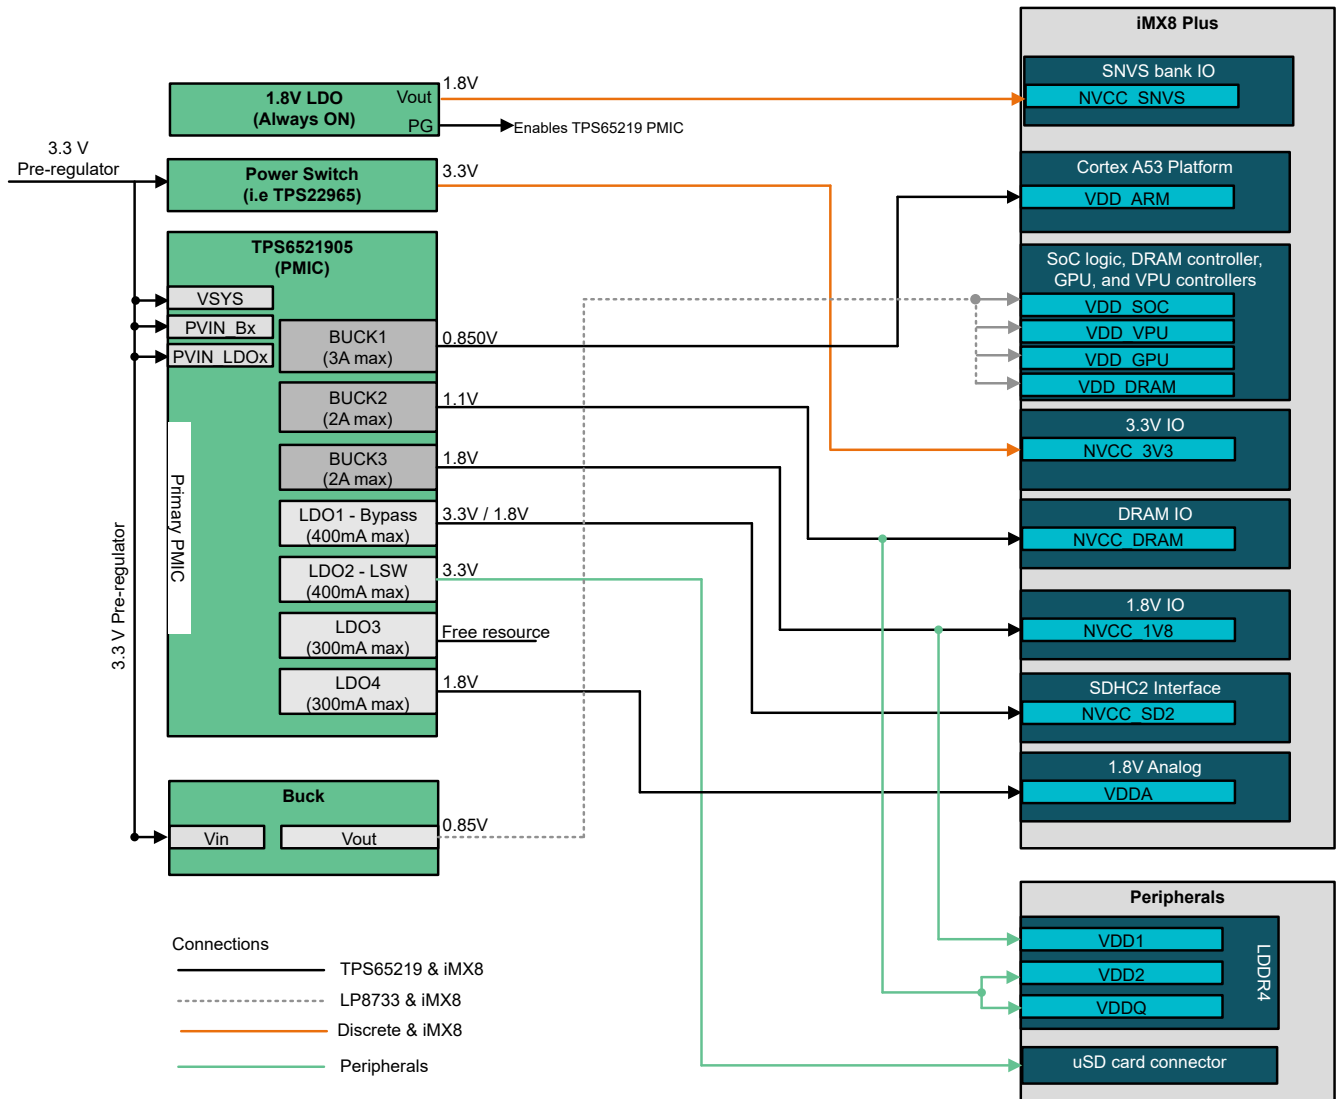 3.3 V
Pre-regulator
1.8V LDO
(Always ON)
Vout
PG
1.8V
Enables TPS65219 PMIC
Power Switch
(i.e TPS22965)
3.3V
TPS6521905
(PMIC)
VSYS
PVIN_Bx
PVIN_LDOx
Primary PMIC
3.3 V Pre-regulator
BUCK1
(3A max)
0.850V
BUCK2
(2A max)
1.1V
BUCK3
(2A max)
1.8V
LDO1 - Bypass
(400mA max)
3.3V / 1.8V
LDO2 - LSW
(400mA max)
3.3V
LDO3
(300mA max)
Free resource
LDO4
(300mA max)
1.8V
Buck
Vin
Vout
0.85V
iMX8 Plus
SNVS bank IO
NVCC_SNVS
Cortex A53 Platform
VDD_ARM
SoC logic, DRAM controller,
GPU, and VPU controllers
VDD_SOC
VDD_VPU
VDD_GPU
VDD_DRAM
3.3V IO
NVCC_3V3
DRAM IO
NVCC_DRAM
1.8V IO
NVCC_1V8
SDHC2 Interface
NVCC_SD2
1.8V Analog
VDDA
Peripherals
VDD1
VDD2
VDDQ
LDDR4
uSD card connector
Connections
TPS65219 & iMX8
LP8733 & iMX8
Discrete & iMX8
Peripherals